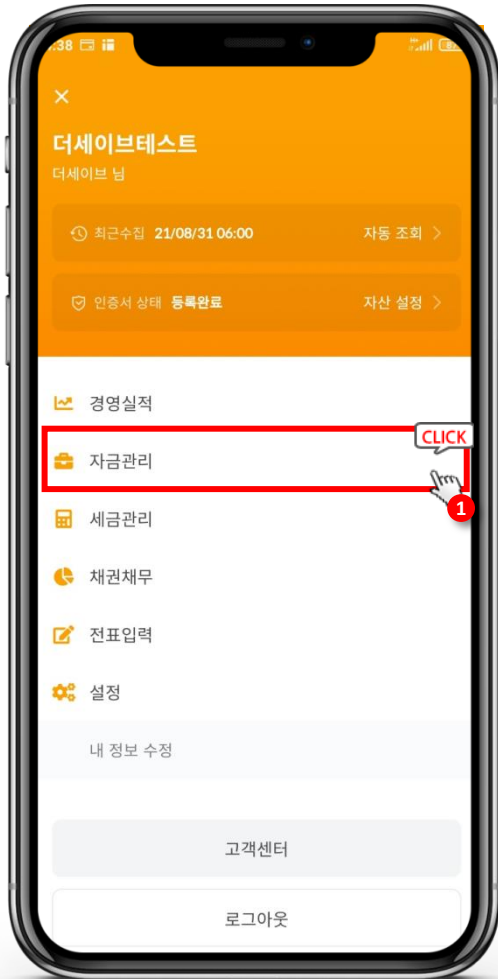 :38
더세이브테스트
더세이브 님
최근수집 21/08/31 06:00 자동 조회
인증서 상태 등록완료 자산 설정
경영실적
CLICK
자금관리
1
세금관리
채권채무
전표입력
설정
내 정보 수정
고객센터
로그아웃